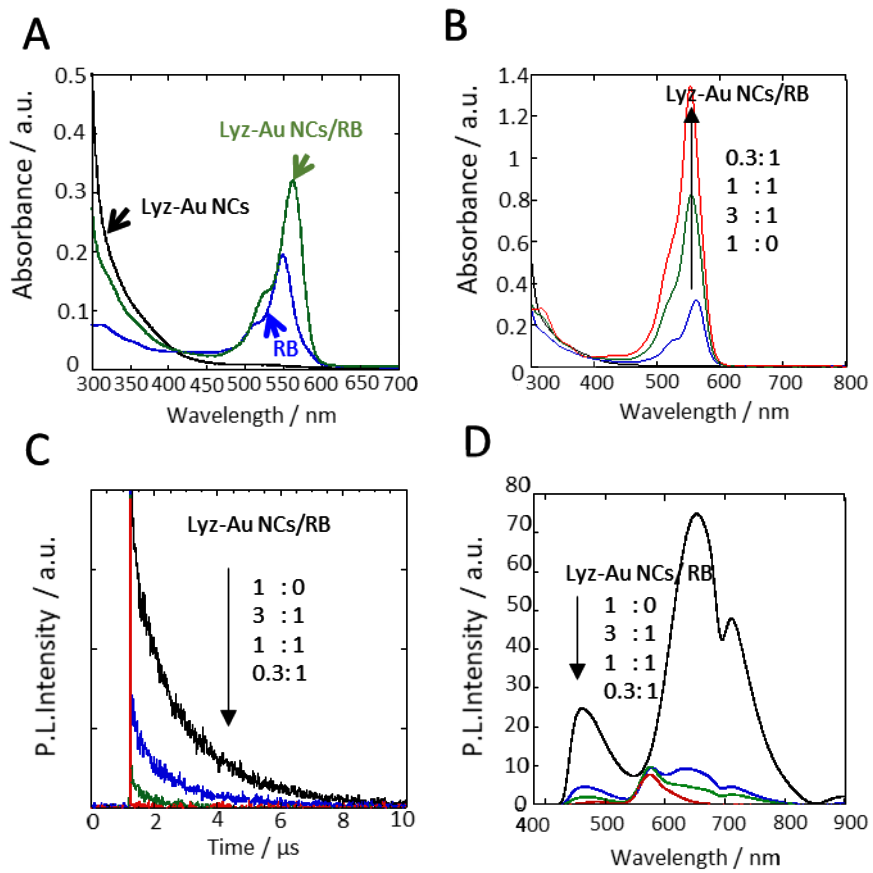 A
0.5
0.4
0.3
0.2
0.1
0
Absorbance / a.u.
Lyz-Au NCs/RB
Lyz-Au NCs
RB
300 350 450 500 550 600 700
Wavelength / nm
B
1.4
1.2
1
0.8
0.6
0.4
0.2
0
Absorbance / a.u.
Lyz-Au NCs/RB
0.3:1
1 :1
3 :1
1 :0
300 400 500 600 700 800
Wavelength / nm
C
P.L.Intensity / a.u.
Lyz-Au NCs/RB
1 :0
3 :1
1 :1
0.3:1
0 2 4 6 8 10
Time / µs
D
80
70
60
50
40
30
20
10
0
P.L.Intensity / a.u.
Lyz-Au NCs/ RB
1 :0
3 :1
1 :1
0.3:1
400 500 600 700 800 900
Wavelength / nm